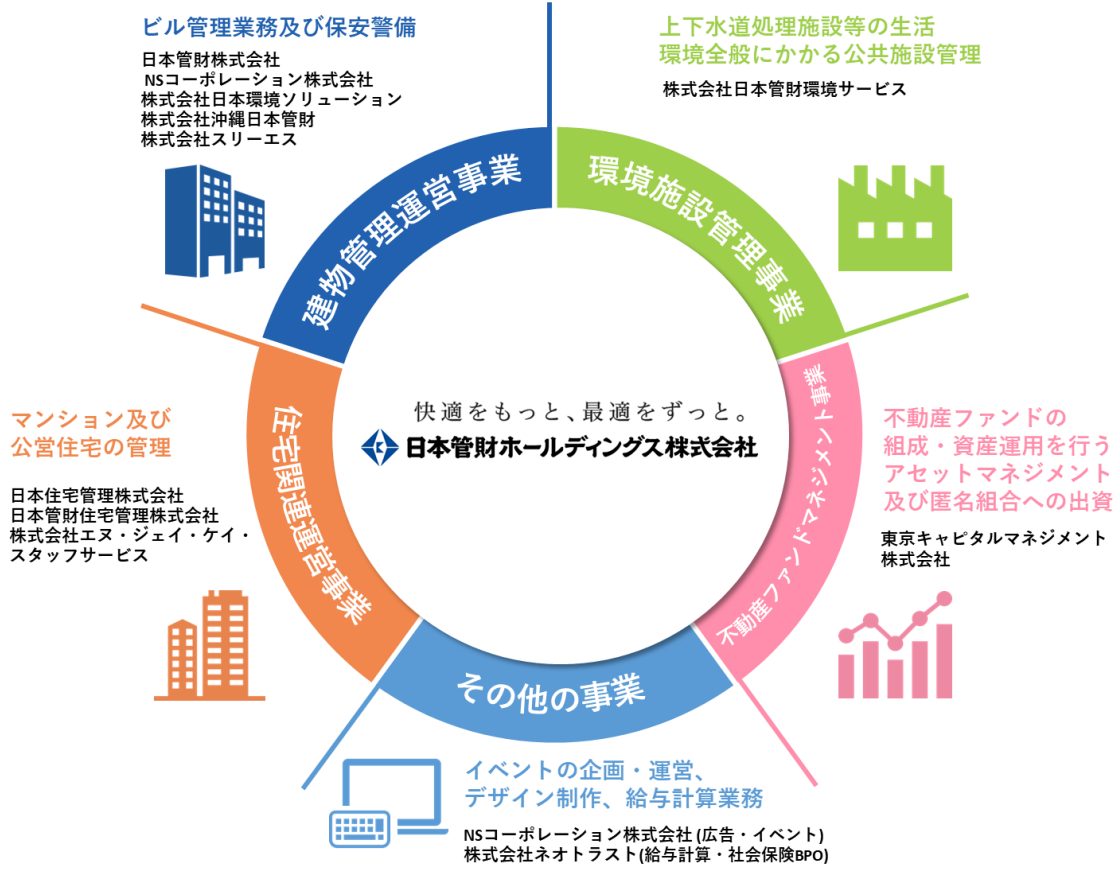 ビル管理業務及び保安警備
日本管財株式会社
NSコーポレーション株式会社
株式会社日本環境ソリューション
株式会社沖縄日本管財
株式会社スリーエス
建物管理運営事業
上下水道処理施設等の生活
環境全般にかかる公共施設管理
株式会社日本管財環境サービス
環境施設管理事業
快適をもっと、最適をずっと。
日本管財ホールディングス株式会社
マンション及び
公営住宅の管理
日本住宅管理株式会社
日本管財住宅管理株式会社
株式会社エヌ・ジェイ・ケイ・
スタッフサービス
住宅関連運営事業
不動産ファンドの
組成・資産運用を行う
アセットマネジメント
及び匿名組合への出資
東京キャピタルマネジメント
株式会社
不動産ファンドマネジメント事業
その他の事業
イベントの企画・運営、
デザイン制作、給与計算業務
NSコーポレーション株式会社(広告・イベント)
株式会社ネオトラスト(給与計算・社会保険BPO)